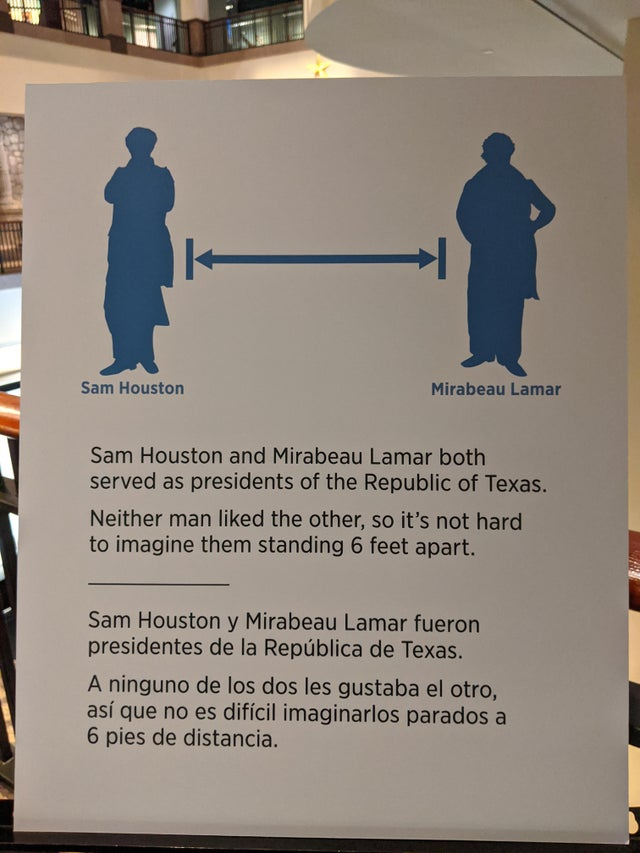 Sam Houston
Mirabeau Lamar
Sam Houston and Mirabeau Lamar both
served as presidents of the Republic of Texas.
Neither man liked the other, so it's not hard
to imagine them standing 6 feet apart.
Sam Houston y Mirabeau Lamar fueron
presidentes de la República de Texas.
A ninguno de los dos les gustaba el otro,
así que no es difícil imaginarlos parados a
6 pies de distancia.